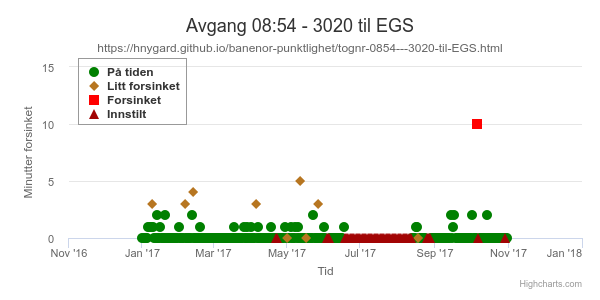 Avgang 08:54 - 3020 til EGS
https://hnygard.github.io/banenor-punktlighet/tognr-0854---3020-til-EGS.html
På tiden
Litt forsinket
Forsinket
Innstilt
Minutter forsinket
15
10
5
0
Nov '16 Jan '17 Mar '17 May '17 Jul '17 Sep '17 Nov '17 Jan '18
Tid
Highcharts.com